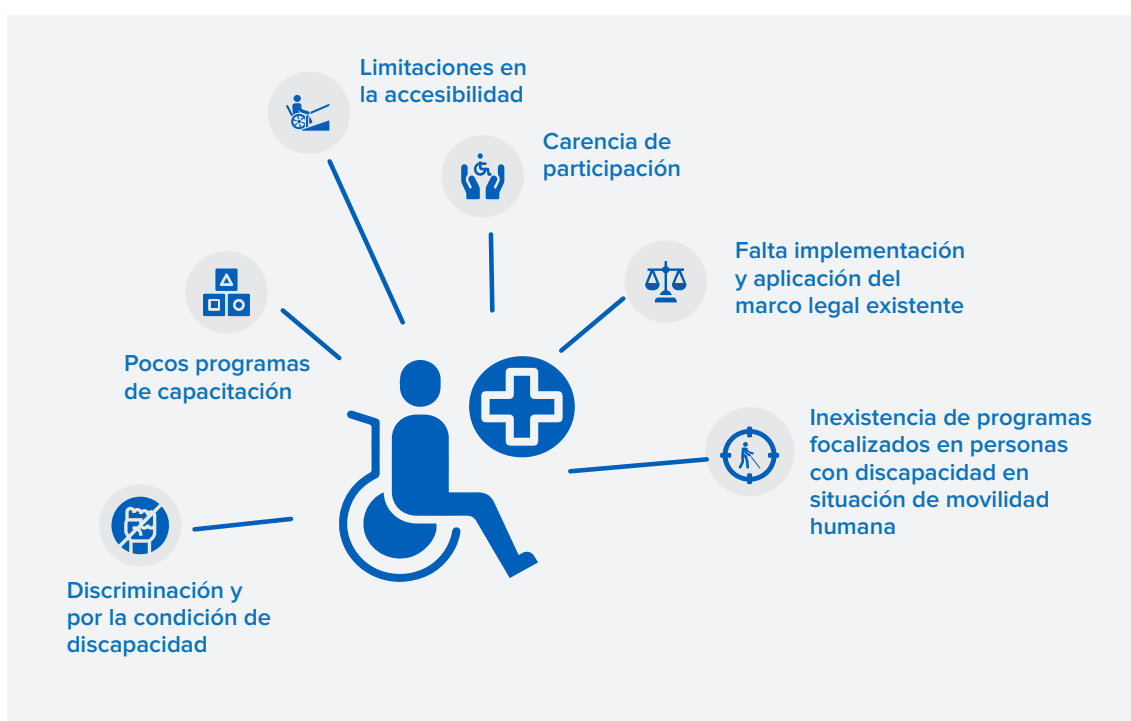 Limitaciones en
la accesibilidad
Carencia de
participación
Falta implementación
y aplicación del
marco legal existente
Pocos programas
de capacitación
Inexistencia de programas
focalizados en personas
con discapacidad en
situación de movilidad
humana
Discriminación y
por la condición de
discapacidad